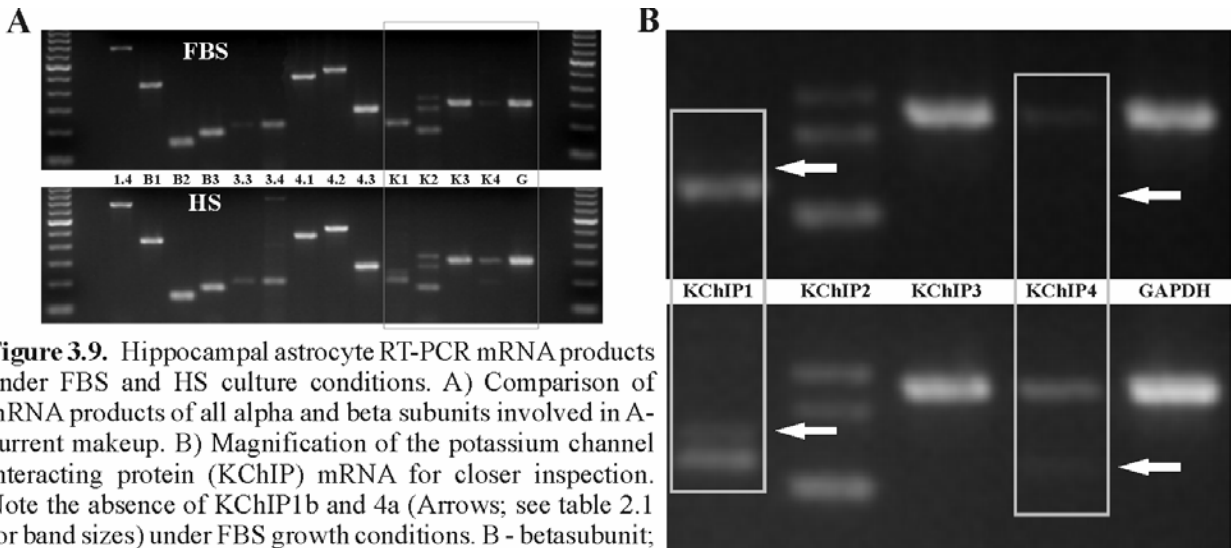 A
FBS
1.4 B1 B2 B3 3.3 3.4 4.1 4.2 4.3 K1 K2 K3 K4 G
HS
B
KChIP1 KChIP2 KChIP3 KChIP4 GAPDH
igure 3.9. Hippocampal astrocyte RT-PCR mRNA products
nder FBS and HS culture conditions. A) Comparison of
mRNA products of all alpha and beta subunits involved in A-
urrent makeup. B) Magnification of the potassium channel
nteracting protein (KChIP) mRNA for closer inspection.
Note the absence of KChIP1b and 4a (Arrows; see table 2.1
or band sizes) under FBS growth conditions. B - betasubunit;